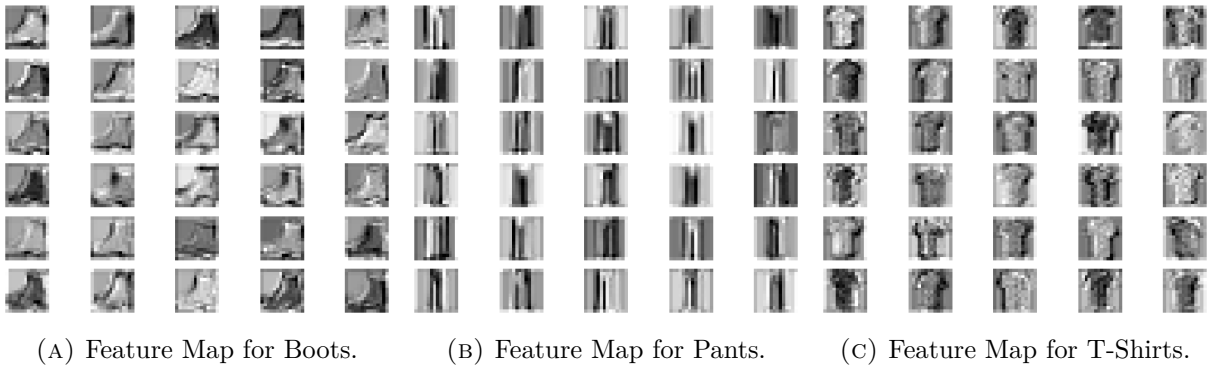 (A) Feature Map for Boots.
(B) Feature Map for Pants.
(C) Feature Map for T-Shirts.